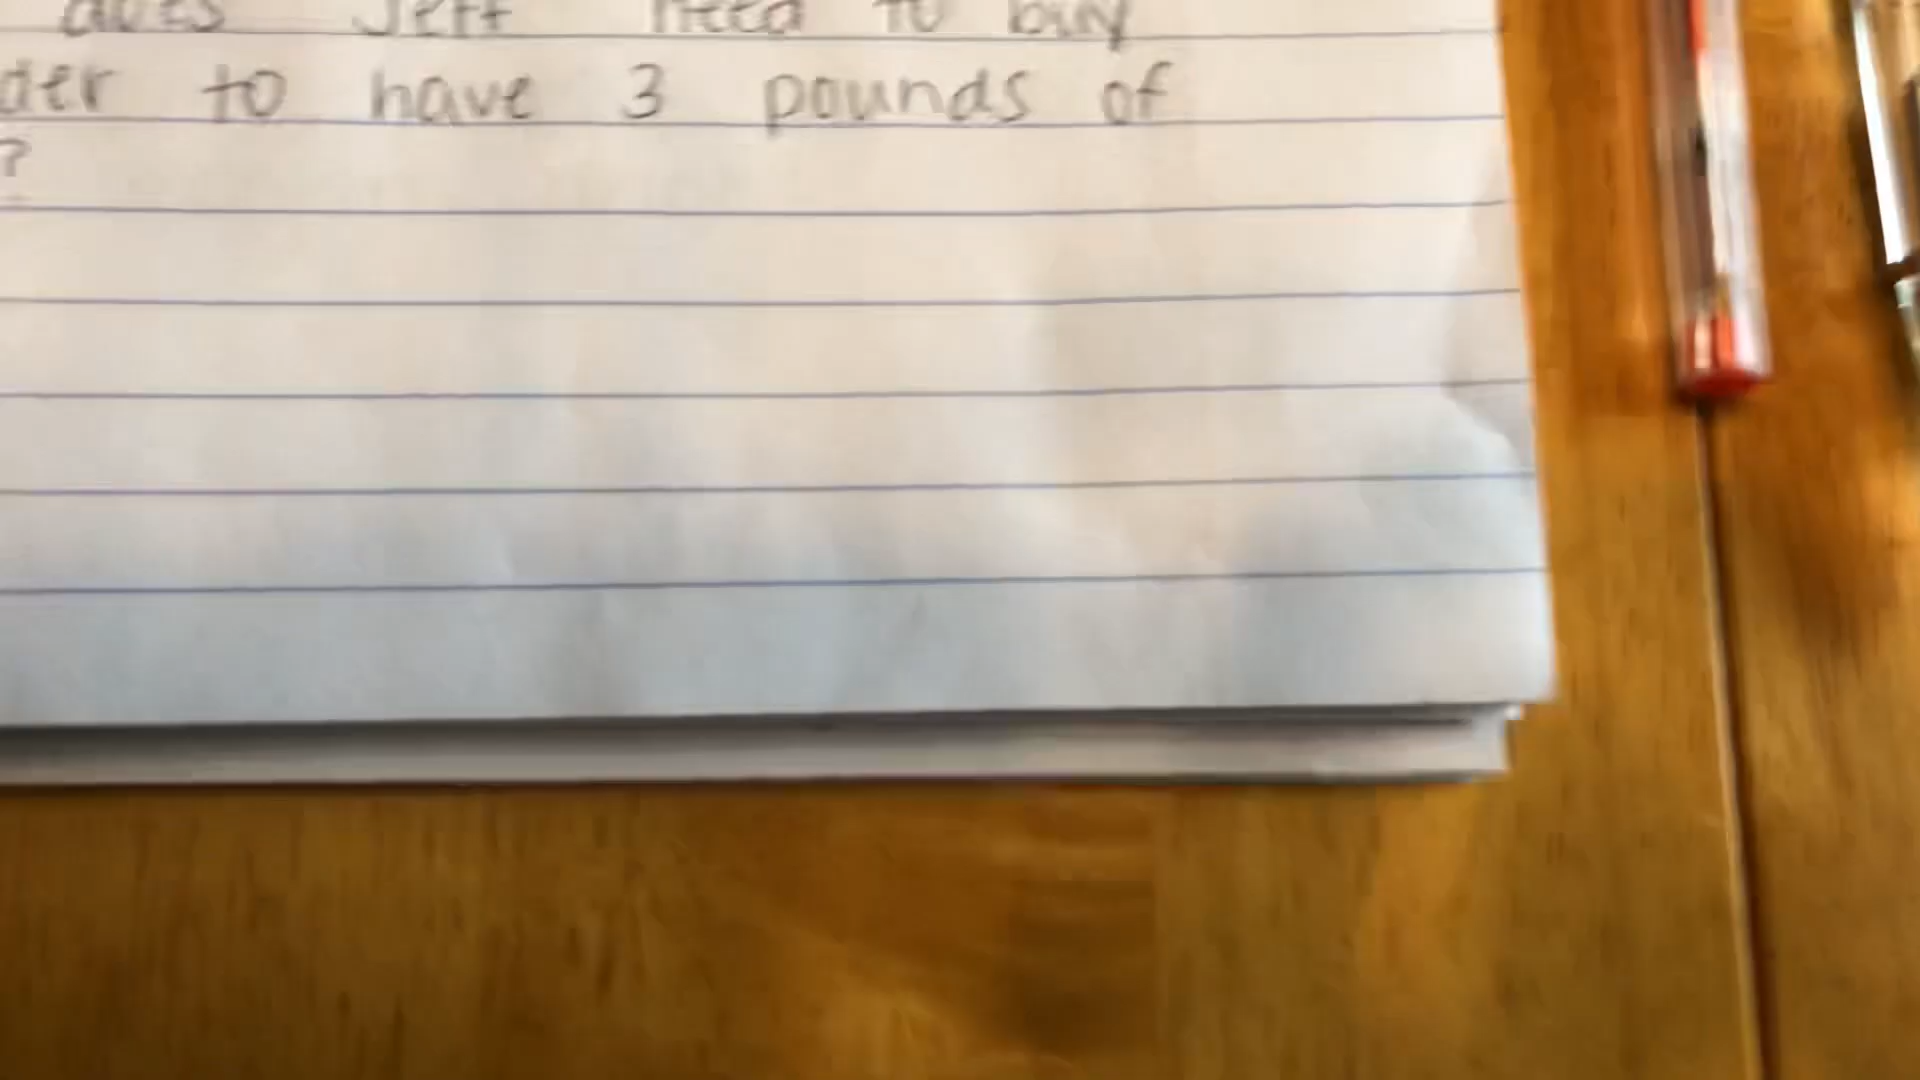 does Jeff need to buy
der to have 3 pounds of
?